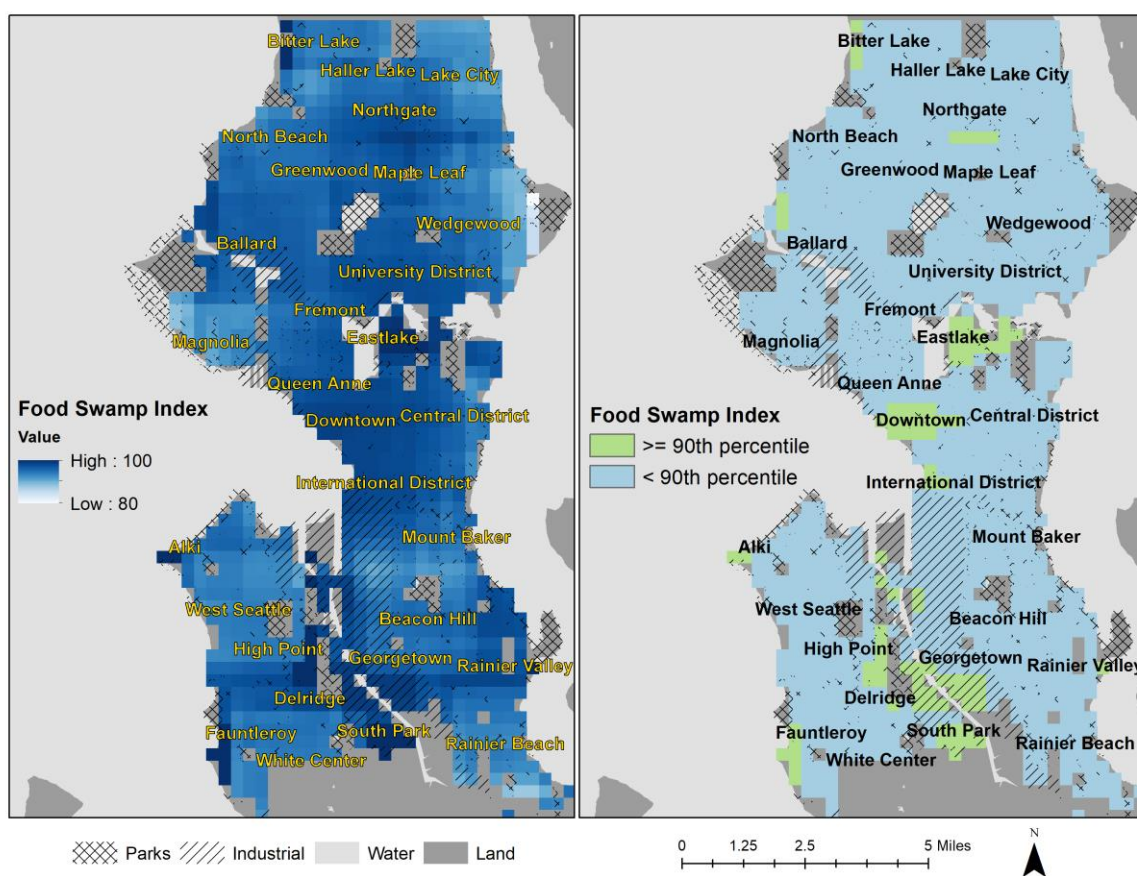 Bitter Lake
Haller Lake
Lake City
Northgate
North Beach
Greenwood
Maple Leaf
Wedgewood
Ballard
University District
Fremont
Eastlake
Magnolia
Queen Anne
Downtown
Central District
International District
Mount Baker
Alki
West Seattle
Beacon Hill
High Point
Georgetown
Rainier Valley
Delridge
Fauntleroy
South Park
Rainier Beach
White Center
Food Swamp Index
Value
High : 100
Low : 80
Bitter Lake
Haller Lake
Lake City
Northgate
North Beach
Greenwood
Maple Leaf
Wedgewood
Ballard
University District
Fremont
Eastlake
Magnolia
Queen Anne
Downtown
Central District
International District
Mount Baker
Alki
West Seattle
Beacon Hill
High Point
Georgetown
Rainier Valley
Delridge
Fauntleroy
South Park
Rainier Beach
White Center
Food Swamp Index
>= 90th percentile
< 90th percentile
Parks
Industrial
Water
Land
0 1.25 2.5 5 Miles
N